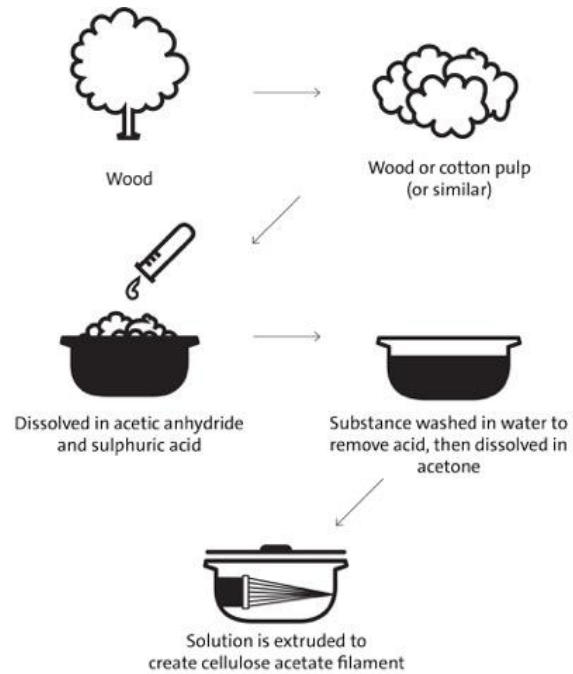 Wood
Wood or cotton pulp
(or similar)
Dissolved in acetic anhydride
and sulphuric acid
Substance washed in water to
remove acid, then dissolved in
acetone
Solution is extruded to
create cellulose acetate filament